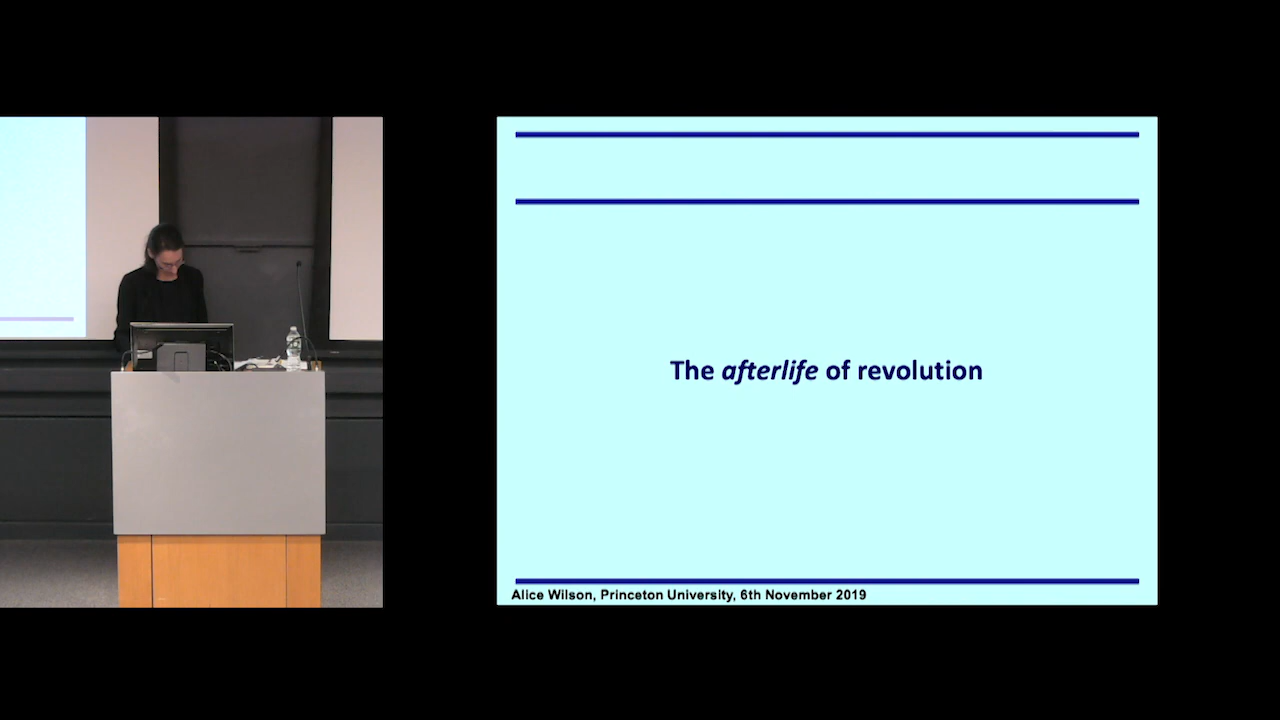 The afterlife of revolution
Alice Wilson, Princeton University, 6th November 2019